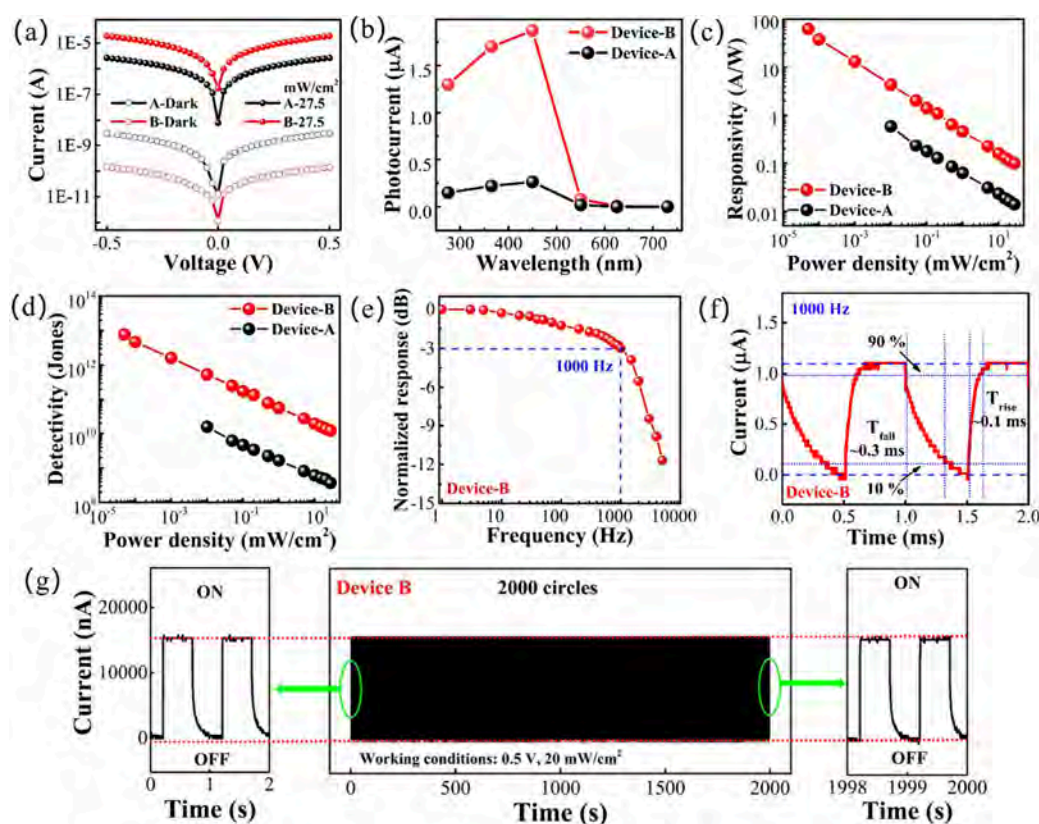 (a)
Current (A)
1E-5
1E-7
1E-9
1E-11
mW/cm²
A-Dark
A-27.5
B-Dark
B-27.5
-0.5
0.0
0.5
Voltage (V)
(b)
Photocurrent (μA)
1.5
1.0
0.5
0.0
Device-B
Device-A
300
400
500
600
700
Wavelength (nm)
(c)
Responsivity (A/W)
100
10
1
0.1
0.01
Device-B
Device-A
10⁻⁵
10⁻³
10⁻¹
10¹
Power density (mW/cm²)
(d)
Detectivity (Jones)
10¹⁴
10¹²
10¹⁰
10⁸
Device-B
Device-A
10⁻⁵
10⁻³
10⁻¹
10¹
Power density (mW/cm²)
(e)
Normalized response (dB)
0
-3
-6
-9
-12
-15
1000 Hz
Device-B
1
10
100
1000
10000
Frequency (Hz)
(f)
Current (μA)
1000 Hz
1.5
1.0
0.5
0.0
90 %
T rise
~0.1 ms
T fall
~0.3 ms
10 %
Device-B
0.0
0.5
1.0
1.5
2.0
Time (ms)
(g)
Current (nA)
20000
10000
0
ON
OFF
0
1
2
Time (s)
Device B
2000 circles
Working conditions: 0.5 V, 20 mW/cm²
0
500
1000
1500
2000
Time (s)
ON
OFF
1998
1999
2000
Time (s)